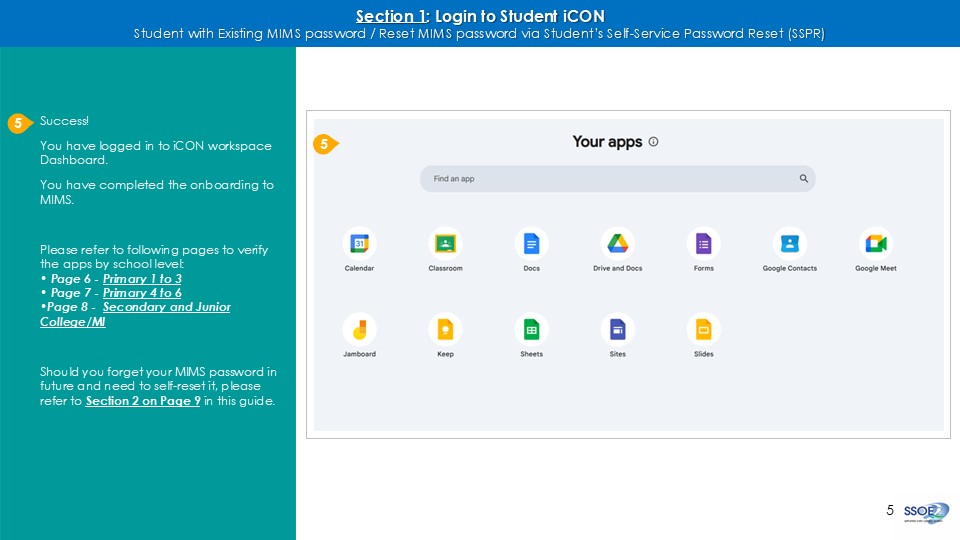 Section 1: Login to Student iCON
Student with Existing MIMS password / Reset MIMS password via Student's Self-Service Password Reset (SSPR)
5
Success!
You have logged in to iCON workspace
Dashboard.
You have completed the onboarding to
MIMS.
Please refer to following pages to verify
the apps by school level:
• Page 6 - Primary 1 to 3
• Page 7 - Primary 4 to 6
•Page 8 - Secondary and Junior
College/MI
Should you forget your MIMS password in
future and need to self-reset it, please
refer to Section 2 on Page 9 in this guide.
5
Your apps
Find an app
31
Calendar Classroom Docs Drive and Docs Forms Google Contacts Google Meet
Jamboard Keep Sheets Sites Slides
5
SSOE2